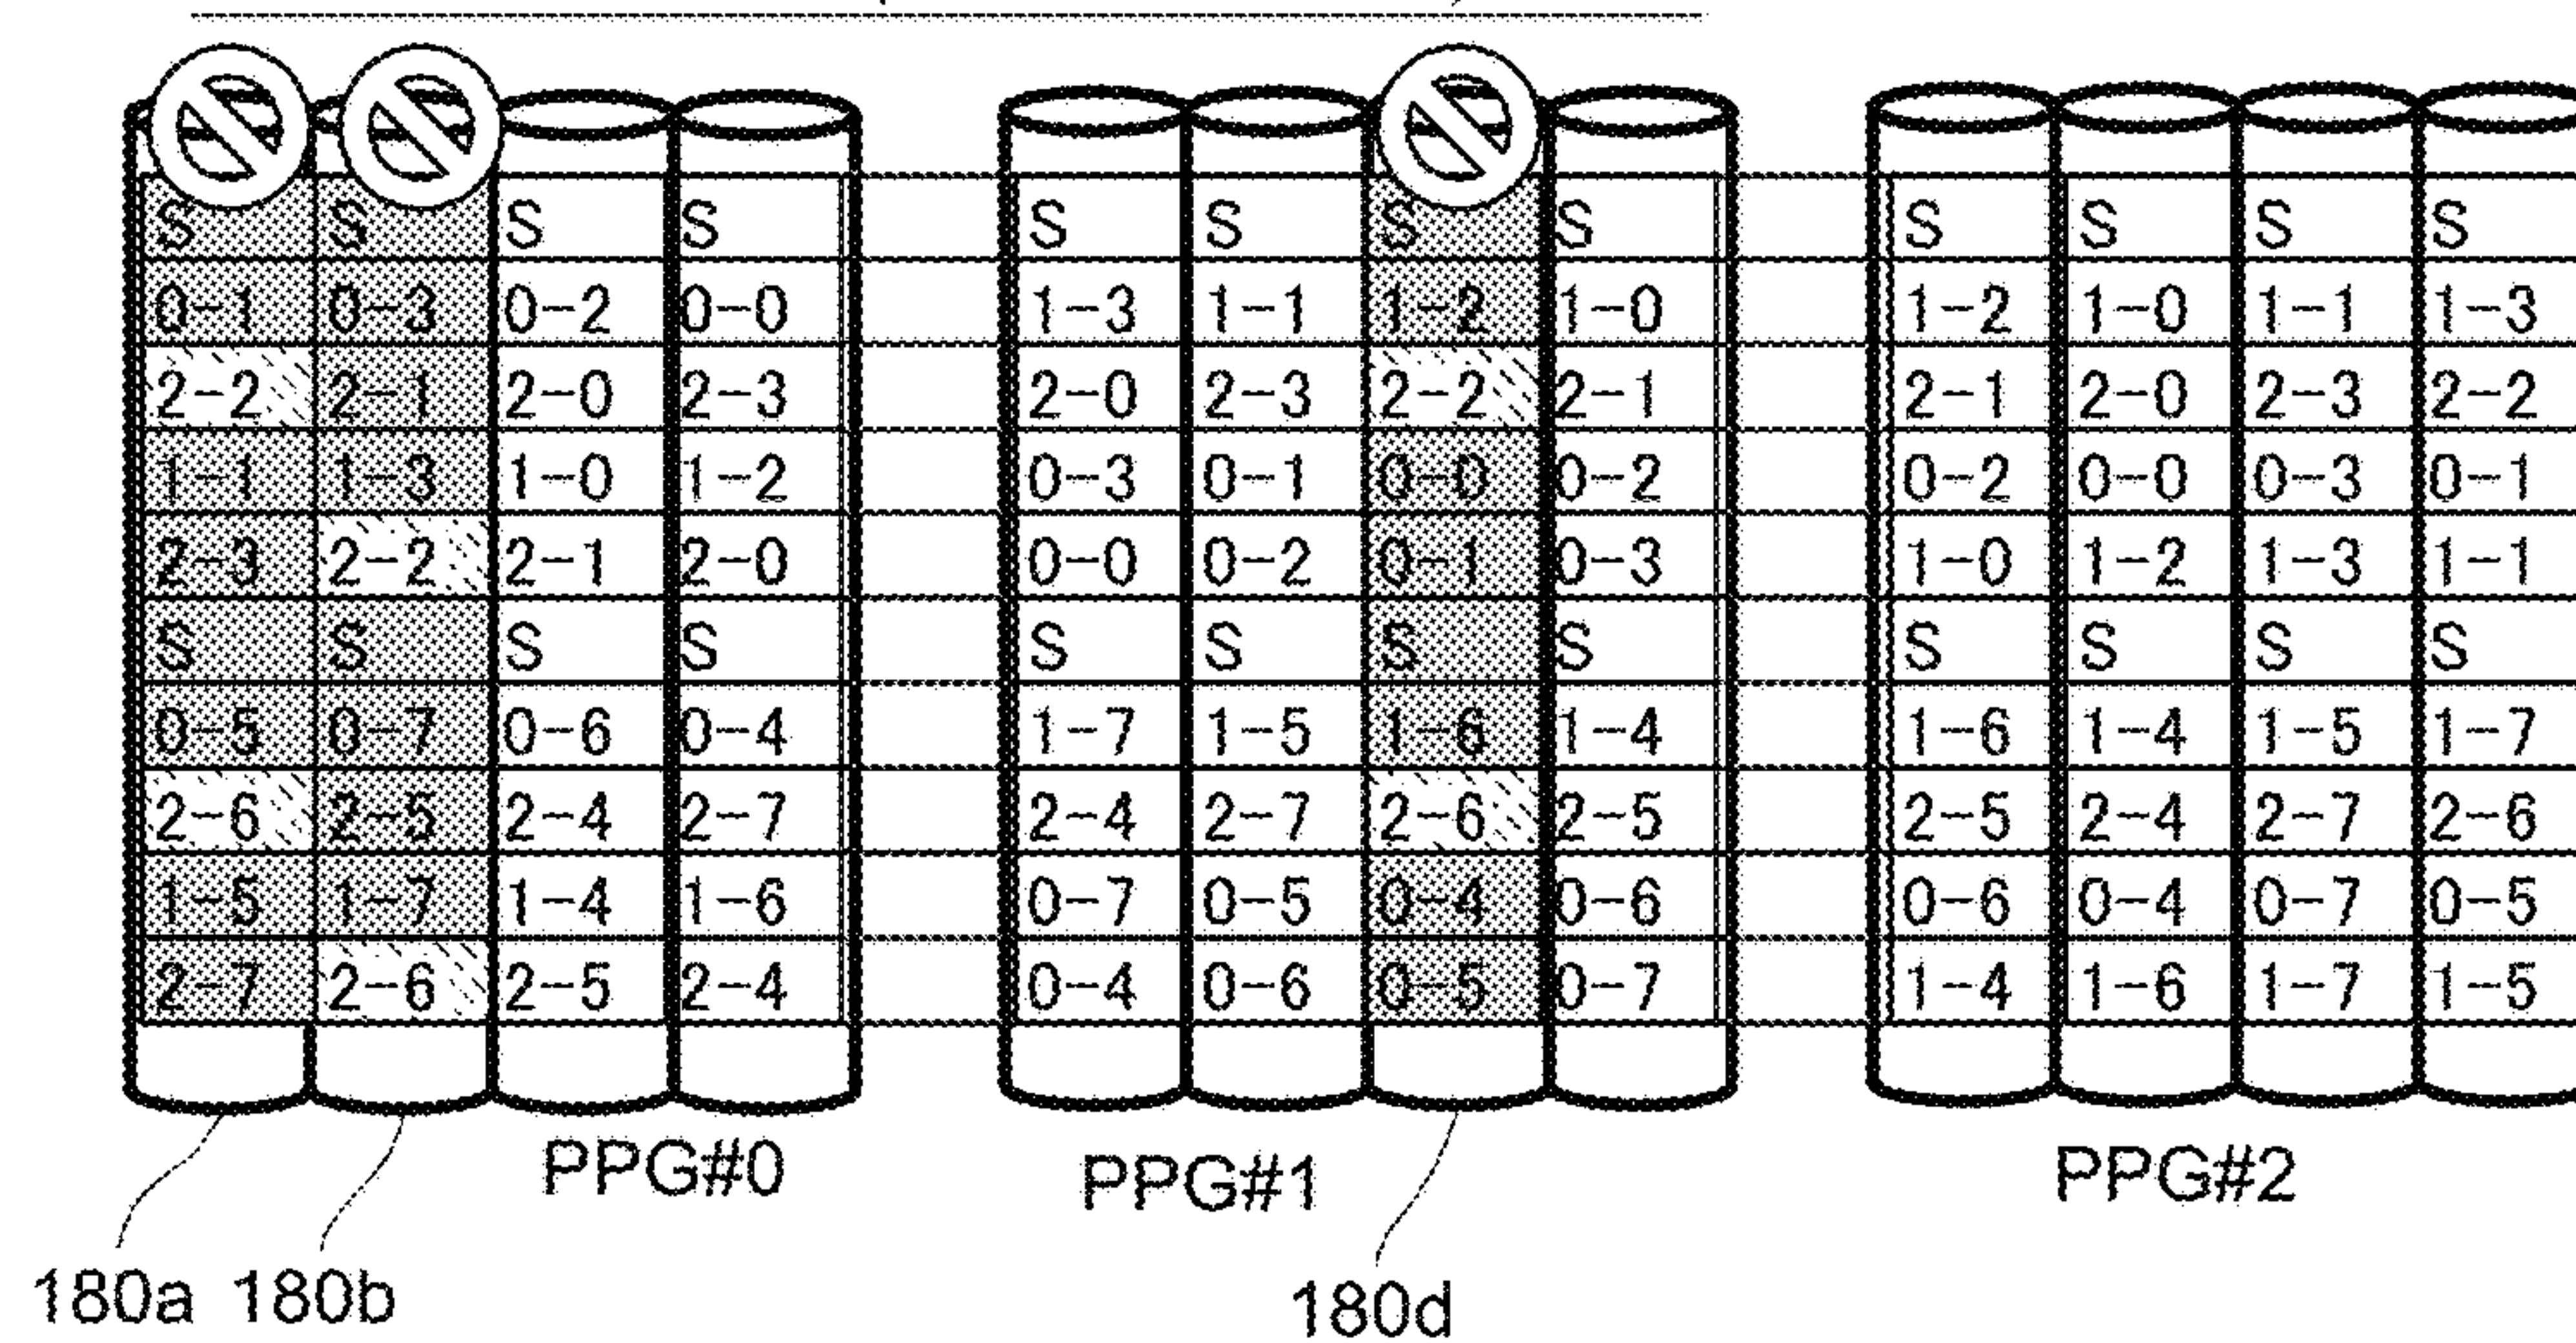 S S S S S S S S S S S S
0-1 0-3 0-2 0-0 1-3 1-1 1-2 1-0 1-2 1-0 1-1 1-3
2-2 2-1 2-0 2-3 2-0 2-3 2-2 2-1 2-1 2-0 2-3 2-2
1-1 1-3 1-0 1-2 0-3 0-1 0-0 0-2 0-2 0-0 0-3 0-1
2-3 2-2 2-1 2-0 0-0 0-2 0-1 0-3 1-0 1-2 1-3 1-1
S S S S S S S S S S S S
0-5 0-7 0-6 0-4 1-7 1-5 1-6 1-4 1-6 1-4 1-5 1-7
2-6 2-5 2-4 2-7 2-4 2-7 2-6 2-5 2-5 2-4 2-7 2-6
1-5 1-7 1-4 1-6 0-7 0-5 0-4 0-6 0-6 0-4 0-7 0-5
2-7 2-6 2-5 2-4 0-4 0-6 0-5 0-7 1-4 1-6 1-7 1-5
PPG#0 PPG#1 PPG#2
180a 180b 180d